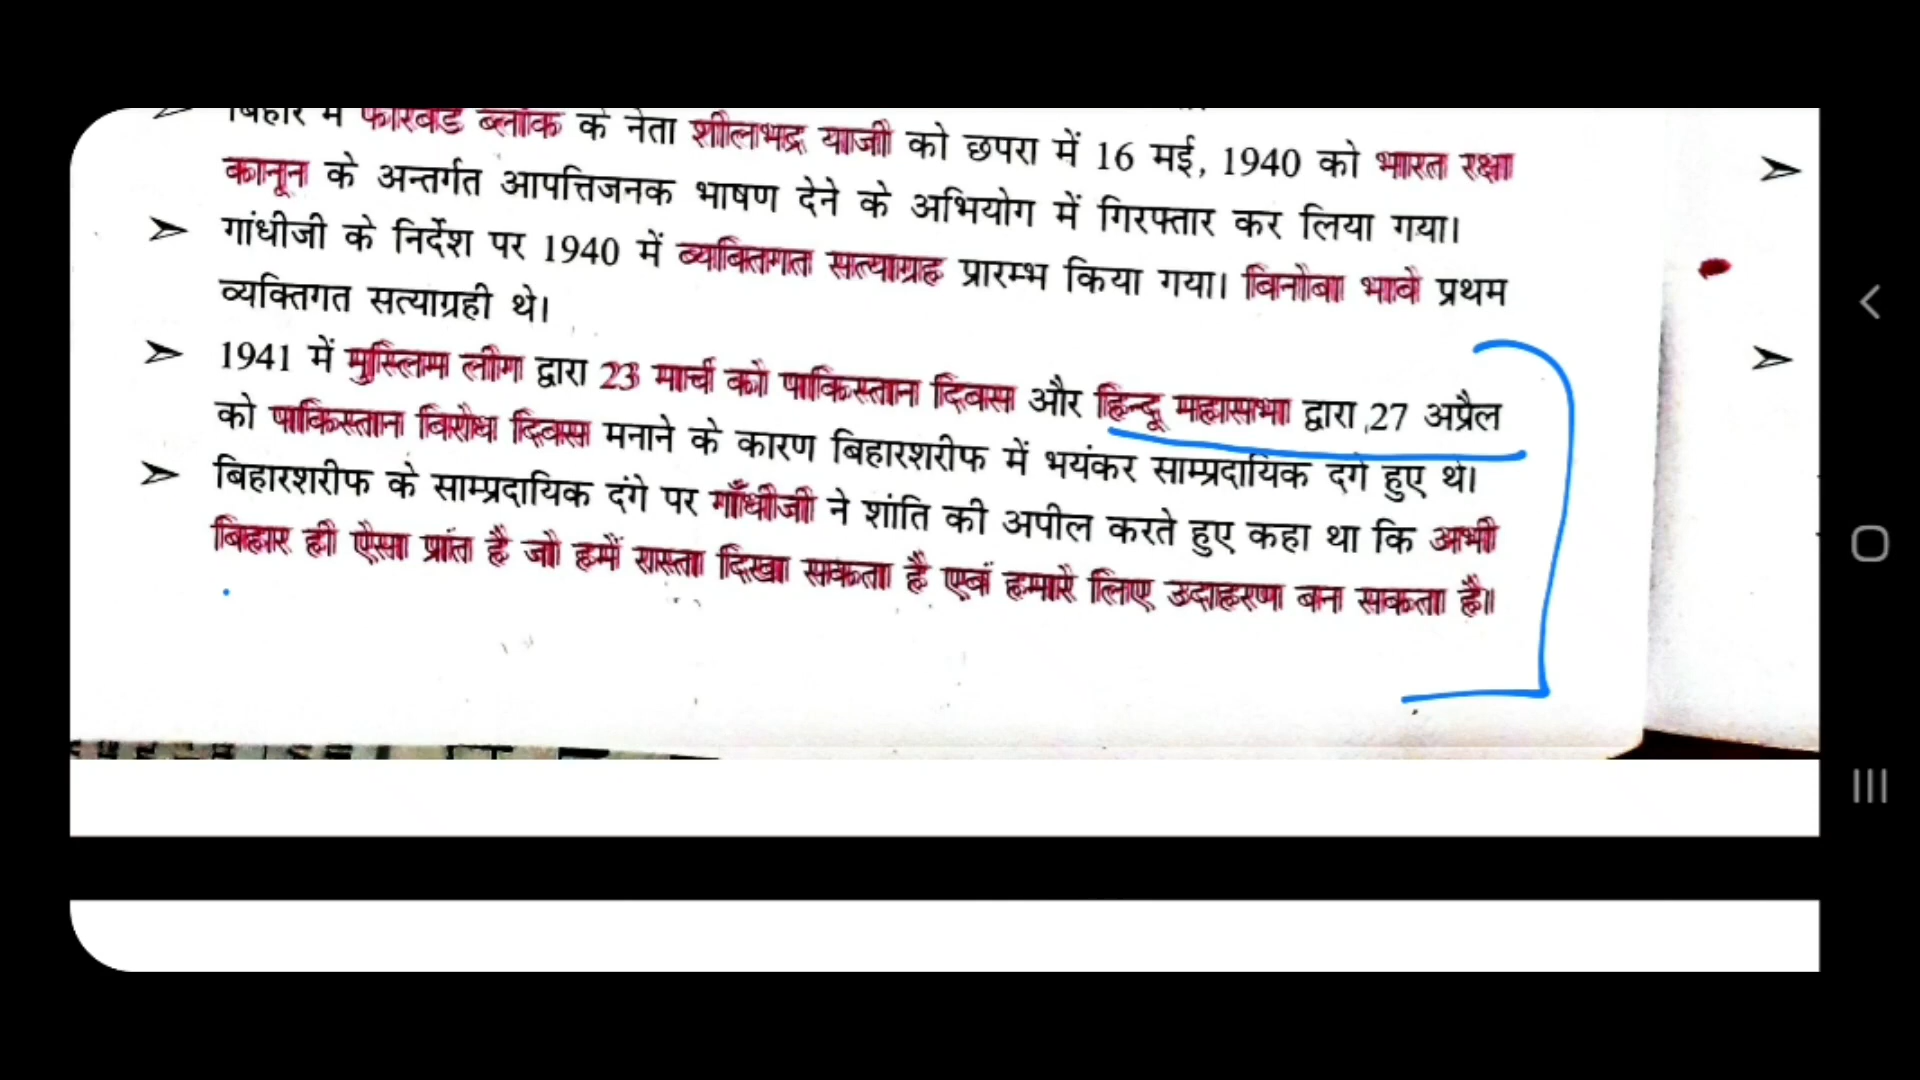 बिहार में फारवर्ड ब्लॉक के नेता शीलभद्र याजी को छपरा में 16 मई, 1940 को भारत रक्षा
कानून के अन्तर्गत आपत्तिजनक भाषण देने के अभियोग में गिरफ्तार कर लिया गया।
➢ गांधीजी के निर्देश पर 1940 में व्यक्तिगत सत्याग्रह प्रारम्भ किया गया। विनोबा भावे प्रथम
व्यक्तिगत सत्याग्रही थे।
➢ 1941 में मुस्लिम लीग द्वारा 23 मार्च को पाकिस्तान दिवस और हिन्दू महासभा द्वारा 27 अप्रैल
को पाकिस्तान विरोध दिवस मनाने के कारण बिहारशरीफ में भयंकर साम्प्रदायिक दंगे हुए थे।
➢ बिहारशरीफ के साम्प्रदायिक दंगे पर गाँधीजी ने शांति की अपील करते हुए कहा था कि अभी
बिहार ही ऐसा प्रांत है जो हमें रास्ता दिखा सकता है एवं हमारे लिए उदाहरण बन सकता है।